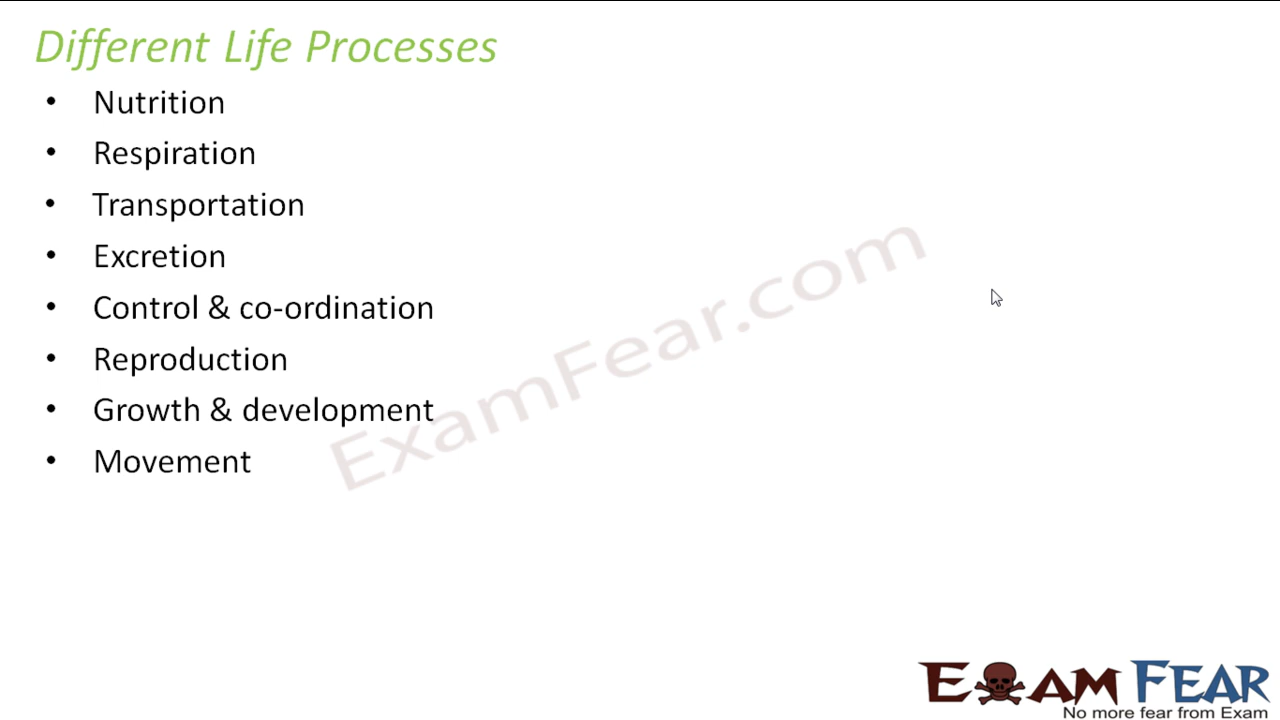 Different Life Processes
• Nutrition
• Respiration
• Transportation
• Excretion
• Control & co-ordination
• Reproduction
• Growth & development
• Movement
ExamFear.com
EXAM FEAR
No more fear from Exam